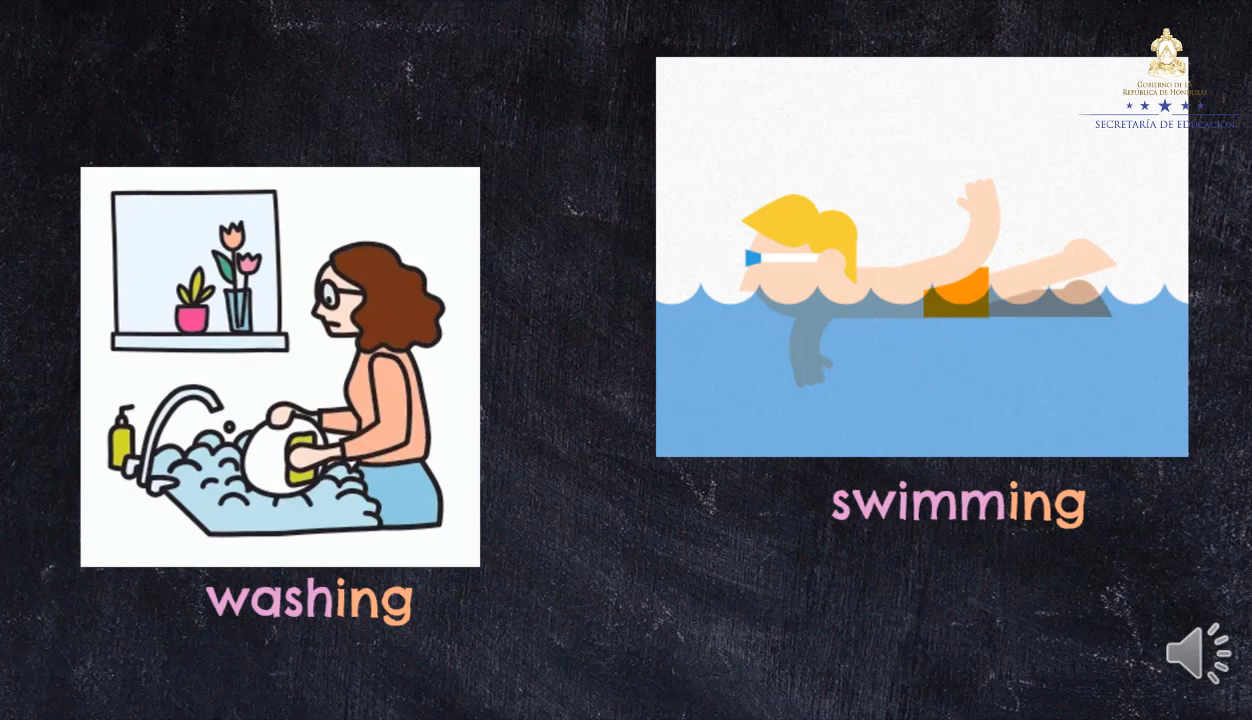 GOBIERNO DE LA
REPÚBLICA DE HONDURAS
SECRETARÍA DE EDUCACIÓN
swimming
washing